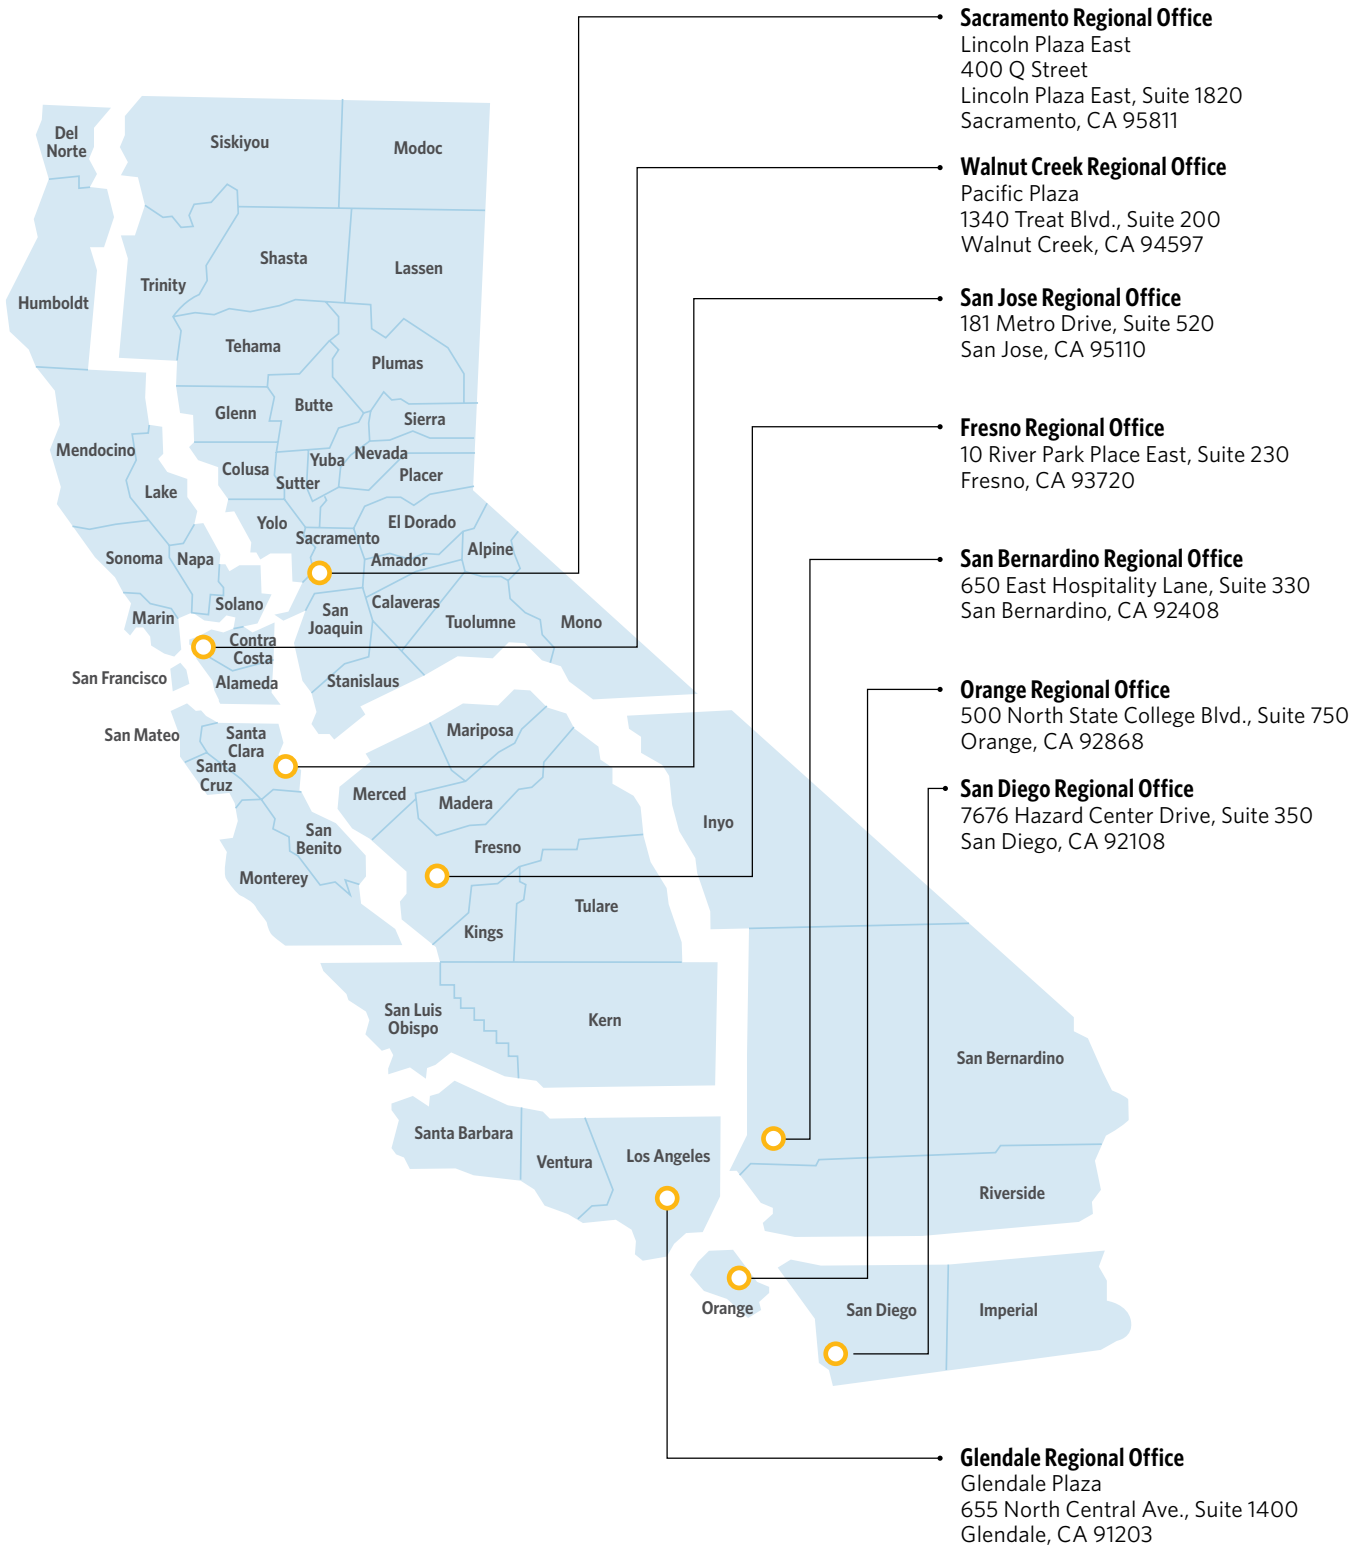 Sacramento Regional Office
Lincoln Plaza East
400 Q Street
Lincoln Plaza East, Suite 1820
Sacramento, CA 95811
Walnut Creek Regional Office
Pacific Plaza
1340 Treat Blvd., Suite 200
Walnut Creek, CA 94597
San Jose Regional Office
181 Metro Drive, Suite 520
San Jose, CA 95110
Fresno Regional Office
10 River Park Place East, Suite 230
Fresno, CA 93720
San Bernardino Regional Office
650 East Hospitality Lane, Suite 330
San Bernardino, CA 92408
Orange Regional Office
500 North State College Blvd., Suite 750
Orange, CA 92868
San Diego Regional Office
7676 Hazard Center Drive, Suite 350
San Diego, CA 92108
Glendale Regional Office
Glendale Plaza
655 North Central Ave., Suite 1400
Glendale, CA 91203
Del
Norte
Siskiyou
Modoc
Humboldt
Trinity
Shasta
Lassen
Tehama
Plumas
Glenn
Butte
Sierra
Mendocino
Colusa
Sutter
Yuba
Nevada
Placer
Lake
Yolo
Sacramento
El Dorado
Sonoma
Napa
Amador
Alpine
Marin
Solano
San
Joaquin
Calaveras
Tuolumne
Mono
Contra
Costa
San Francisco
Alameda
Stanislaus
San Mateo
Santa
Clara
Santa
Cruz
Mariposa
Merced
Madera
Inyo
San
Benito
Fresno
Monterey
Kings
Tulare
San Luis
Obispo
Kern
San Bernardino
Santa Barbara
Ventura
Los Angeles
Riverside
Orange
San Diego
Imperial